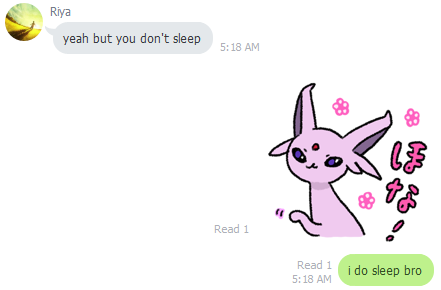 Riya
yeah but you don't sleep
5:18 AM
ほな!
Read 1
Read 1
5:18 AM
i do sleep bro